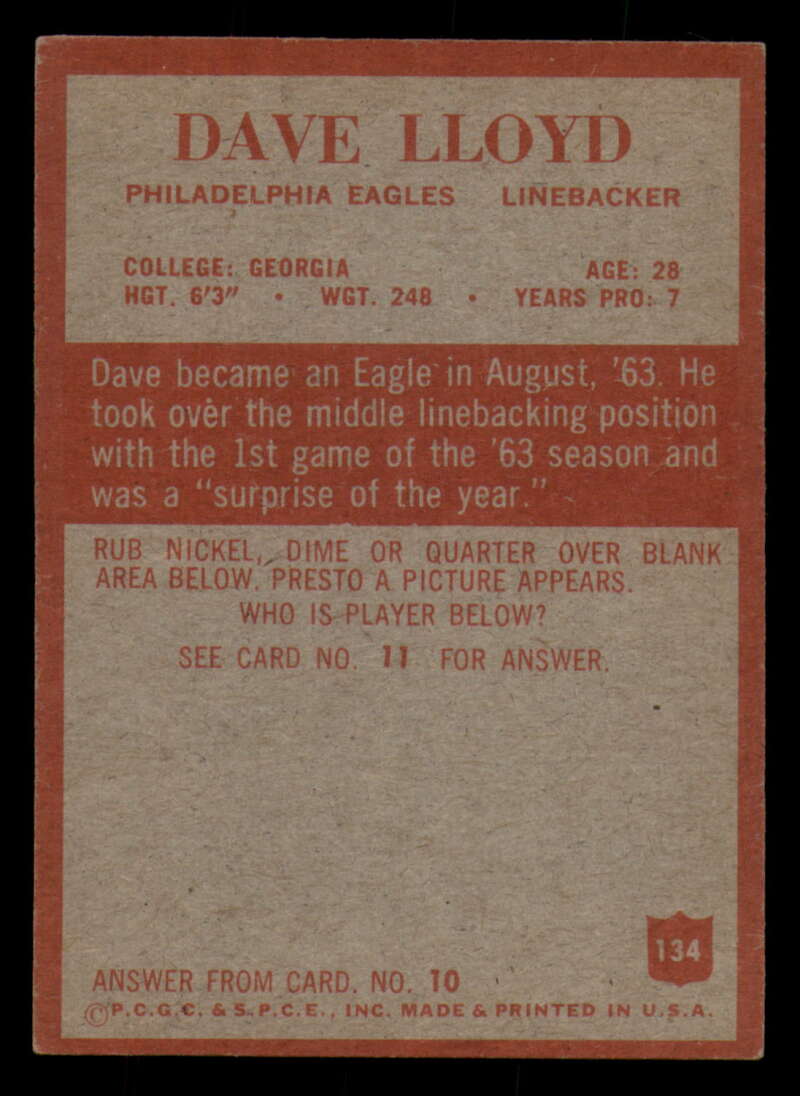 DAVE LLOYD
PHILADELPHIA EAGLES LINEBACKER
COLLEGE: GEORGIA AGE: 28
HGT. 6'3" • WGT. 248 • YEARS PRO: 7
Dave became an Eagle in August, '63. He
took over the middle linebacking position
with the 1st game of the '63 season and
was a "surprise of the year."
RUB NICKEL, DIME OR QUARTER OVER BLANK
AREA BELOW. PRESTO A PICTURE APPEARS.
WHO IS PLAYER BELOW?
SEE CARD NO. 11 FOR ANSWER.
134
ANSWER FROM CARD. NO. 10
©P.C.G.C. & S.P.C.E., INC. MADE & PRINTED IN U.S.A.